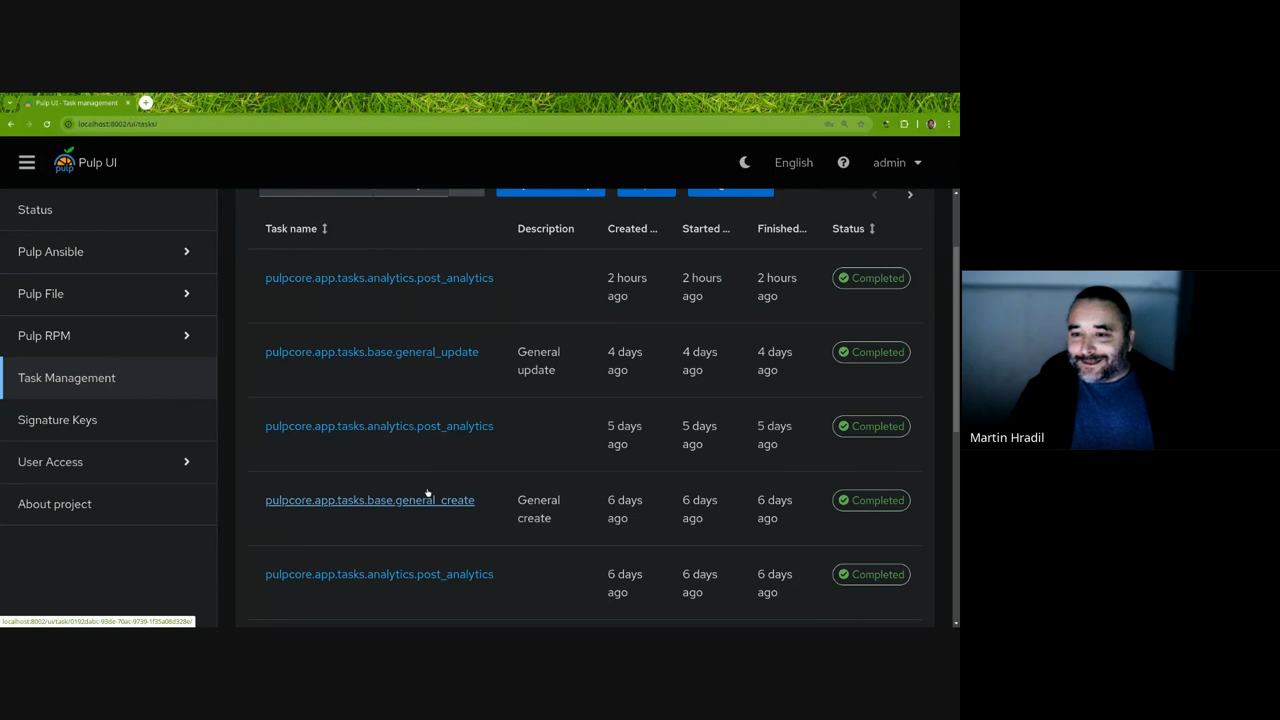 Pulp UI - Task management
localhost:8002/ui/tasks/
pulp
Pulp UI
English
admin
Status
Pulp Ansible
Pulp File
Pulp RPM
Task Management
Signature Keys
User Access
About project
Task name
Description
Created ...
Started ...
Finished...
Status
pulpcore.app.tasks.analytics.post_analytics
2 hours
ago
2 hours
ago
2 hours
ago
Completed
pulpcore.app.tasks.base.general_update
General
update
4 days
ago
4 days
ago
4 days
ago
Completed
pulpcore.app.tasks.analytics.post_analytics
5 days
ago
5 days
ago
5 days
ago
Completed
pulpcore.app.tasks.base.general_create
General
create
6 days
ago
6 days
ago
6 days
ago
Completed
pulpcore.app.tasks.analytics.post_analytics
6 days
ago
6 days
ago
6 days
ago
Completed
Martin Hradil